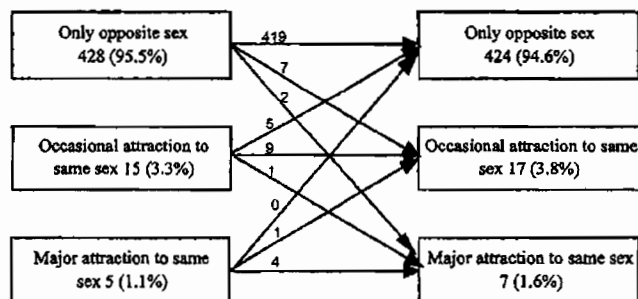 Only opposite sex
428 (95.5%)
419
Only opposite sex
424 (94.6%)
7
2
5
Occasional attraction to
same sex 15 (3.3%)
9
Occasional attraction to same
sex 17 (3.8%)
1
0
1
Major attraction to same
sex 5 (1.1%)
4
Major attraction to same sex
7 (1.6%)